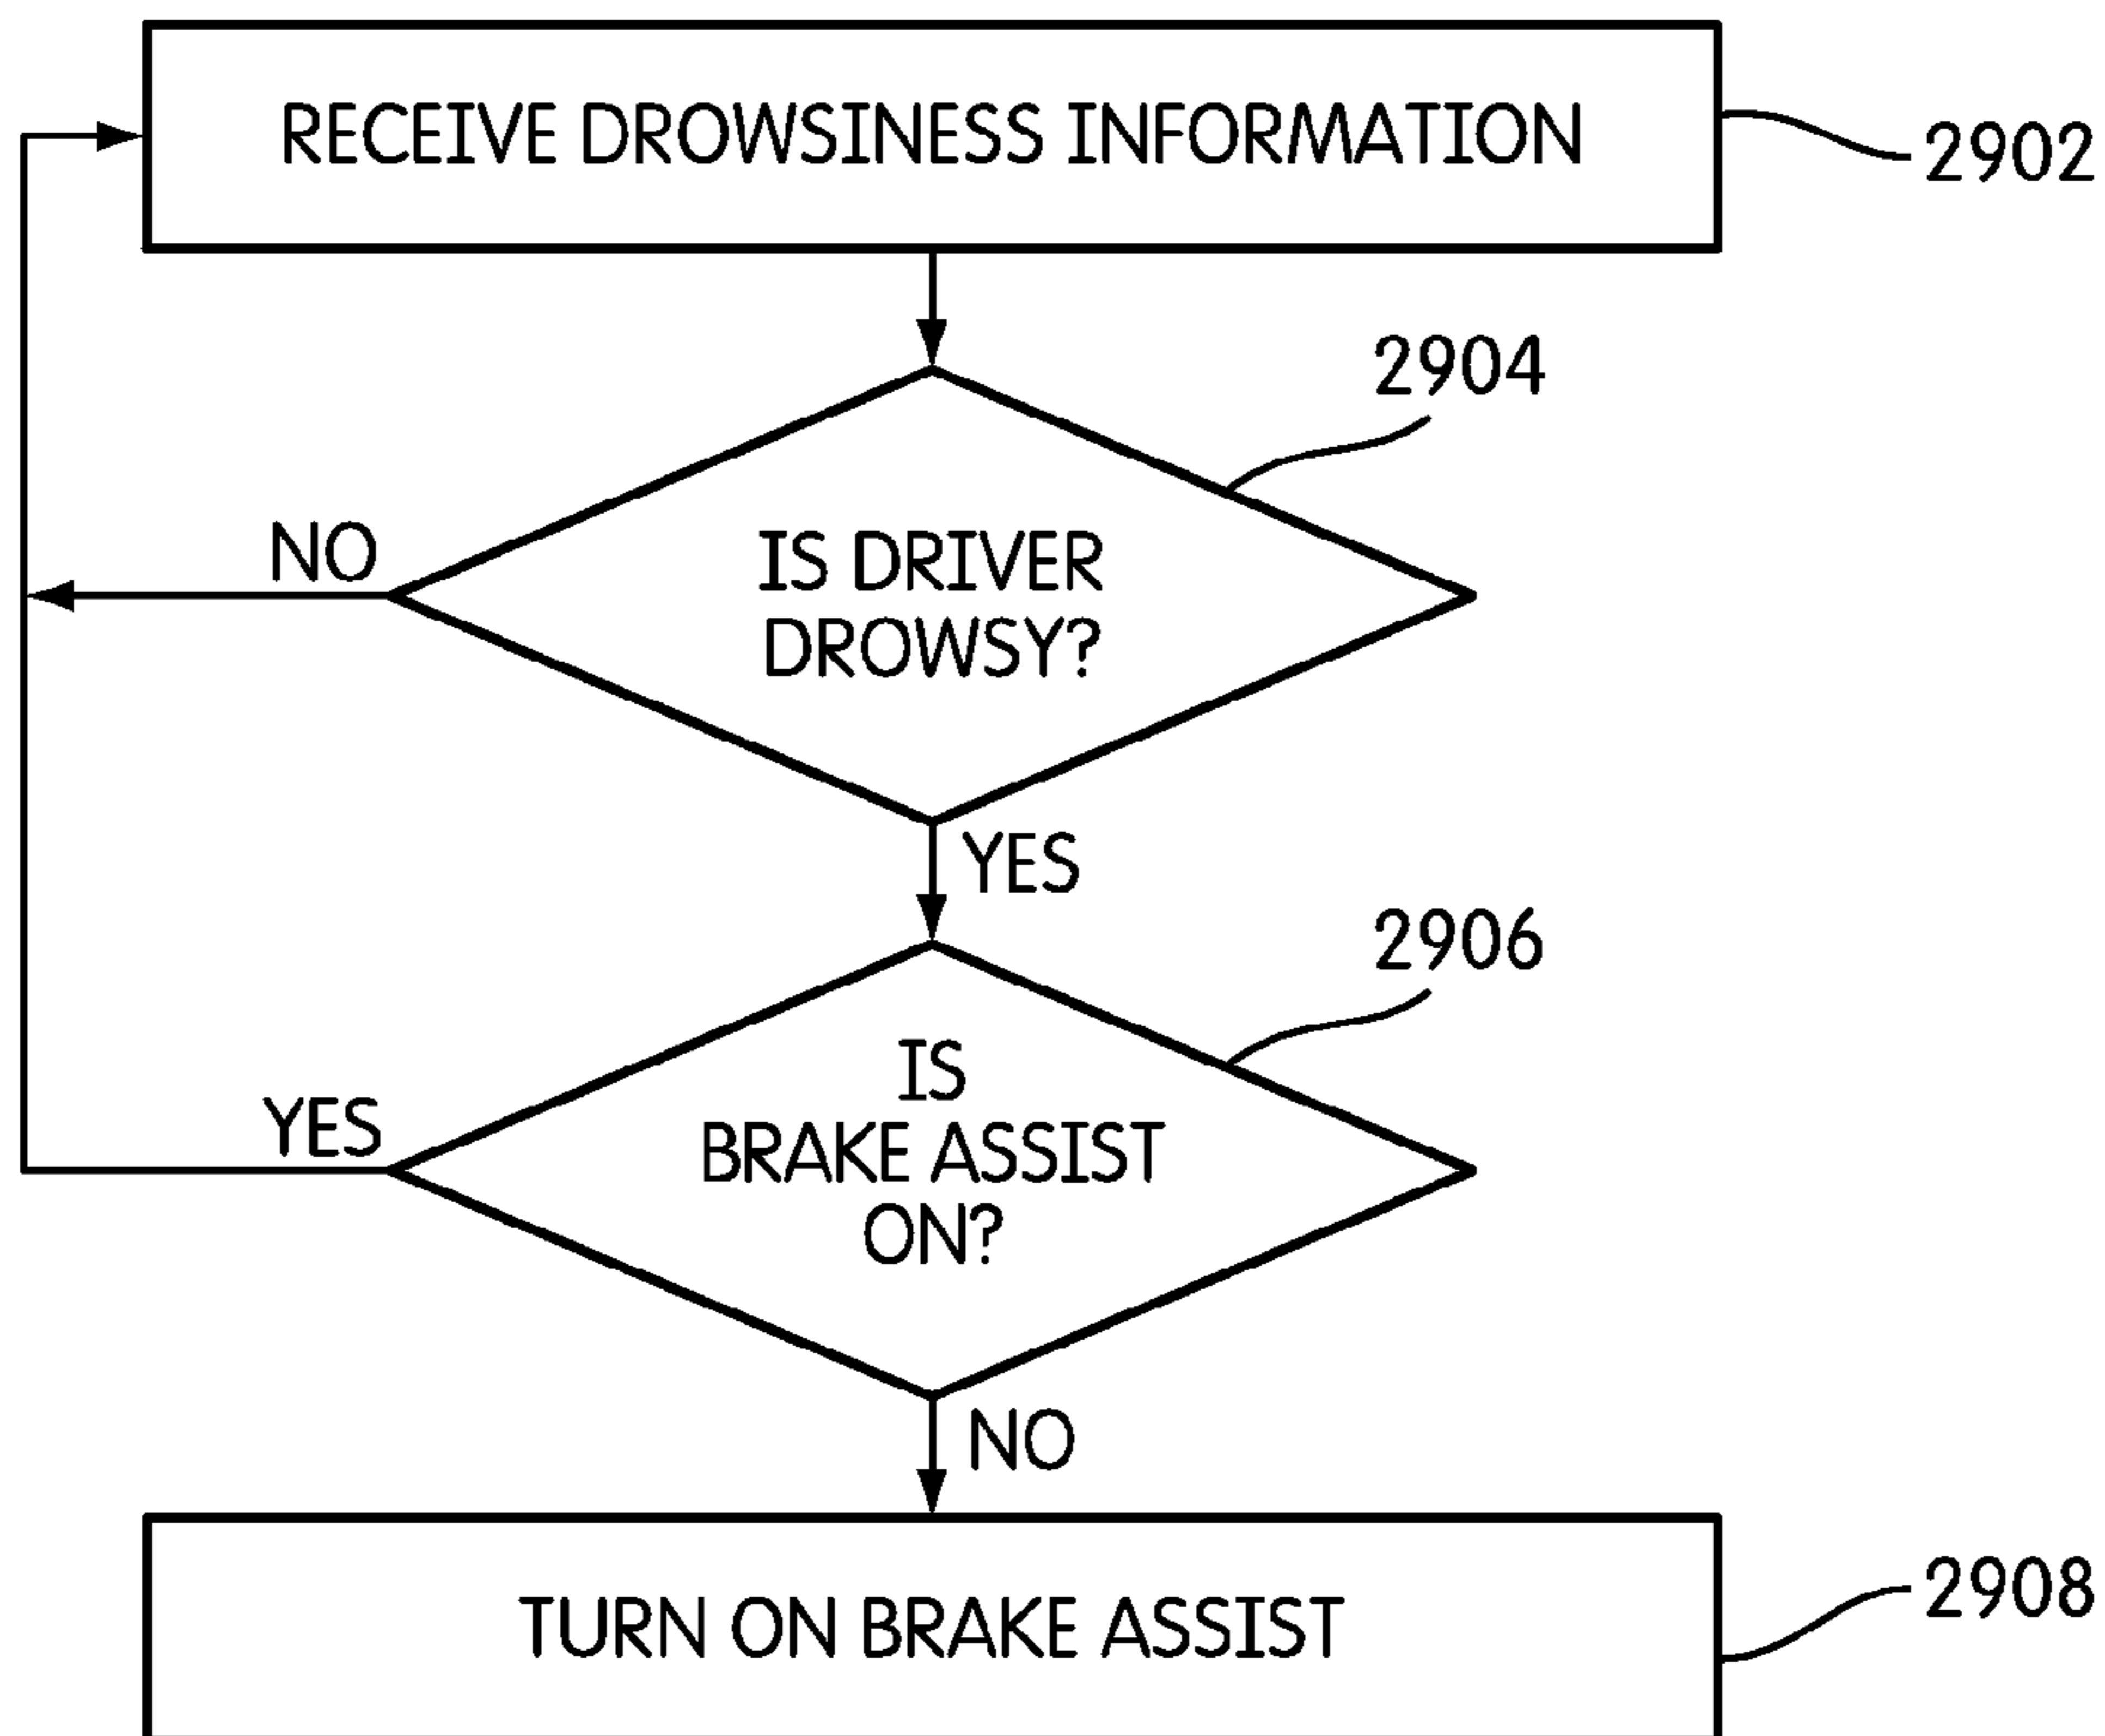 RECEIVE DROWSINESS INFORMATION
2902
2904
IS DRIVER
DROWSY?
NO
YES
2906
IS
BRAKE ASSIST
ON?
YES
NO
TURN ON BRAKE ASSIST
2908